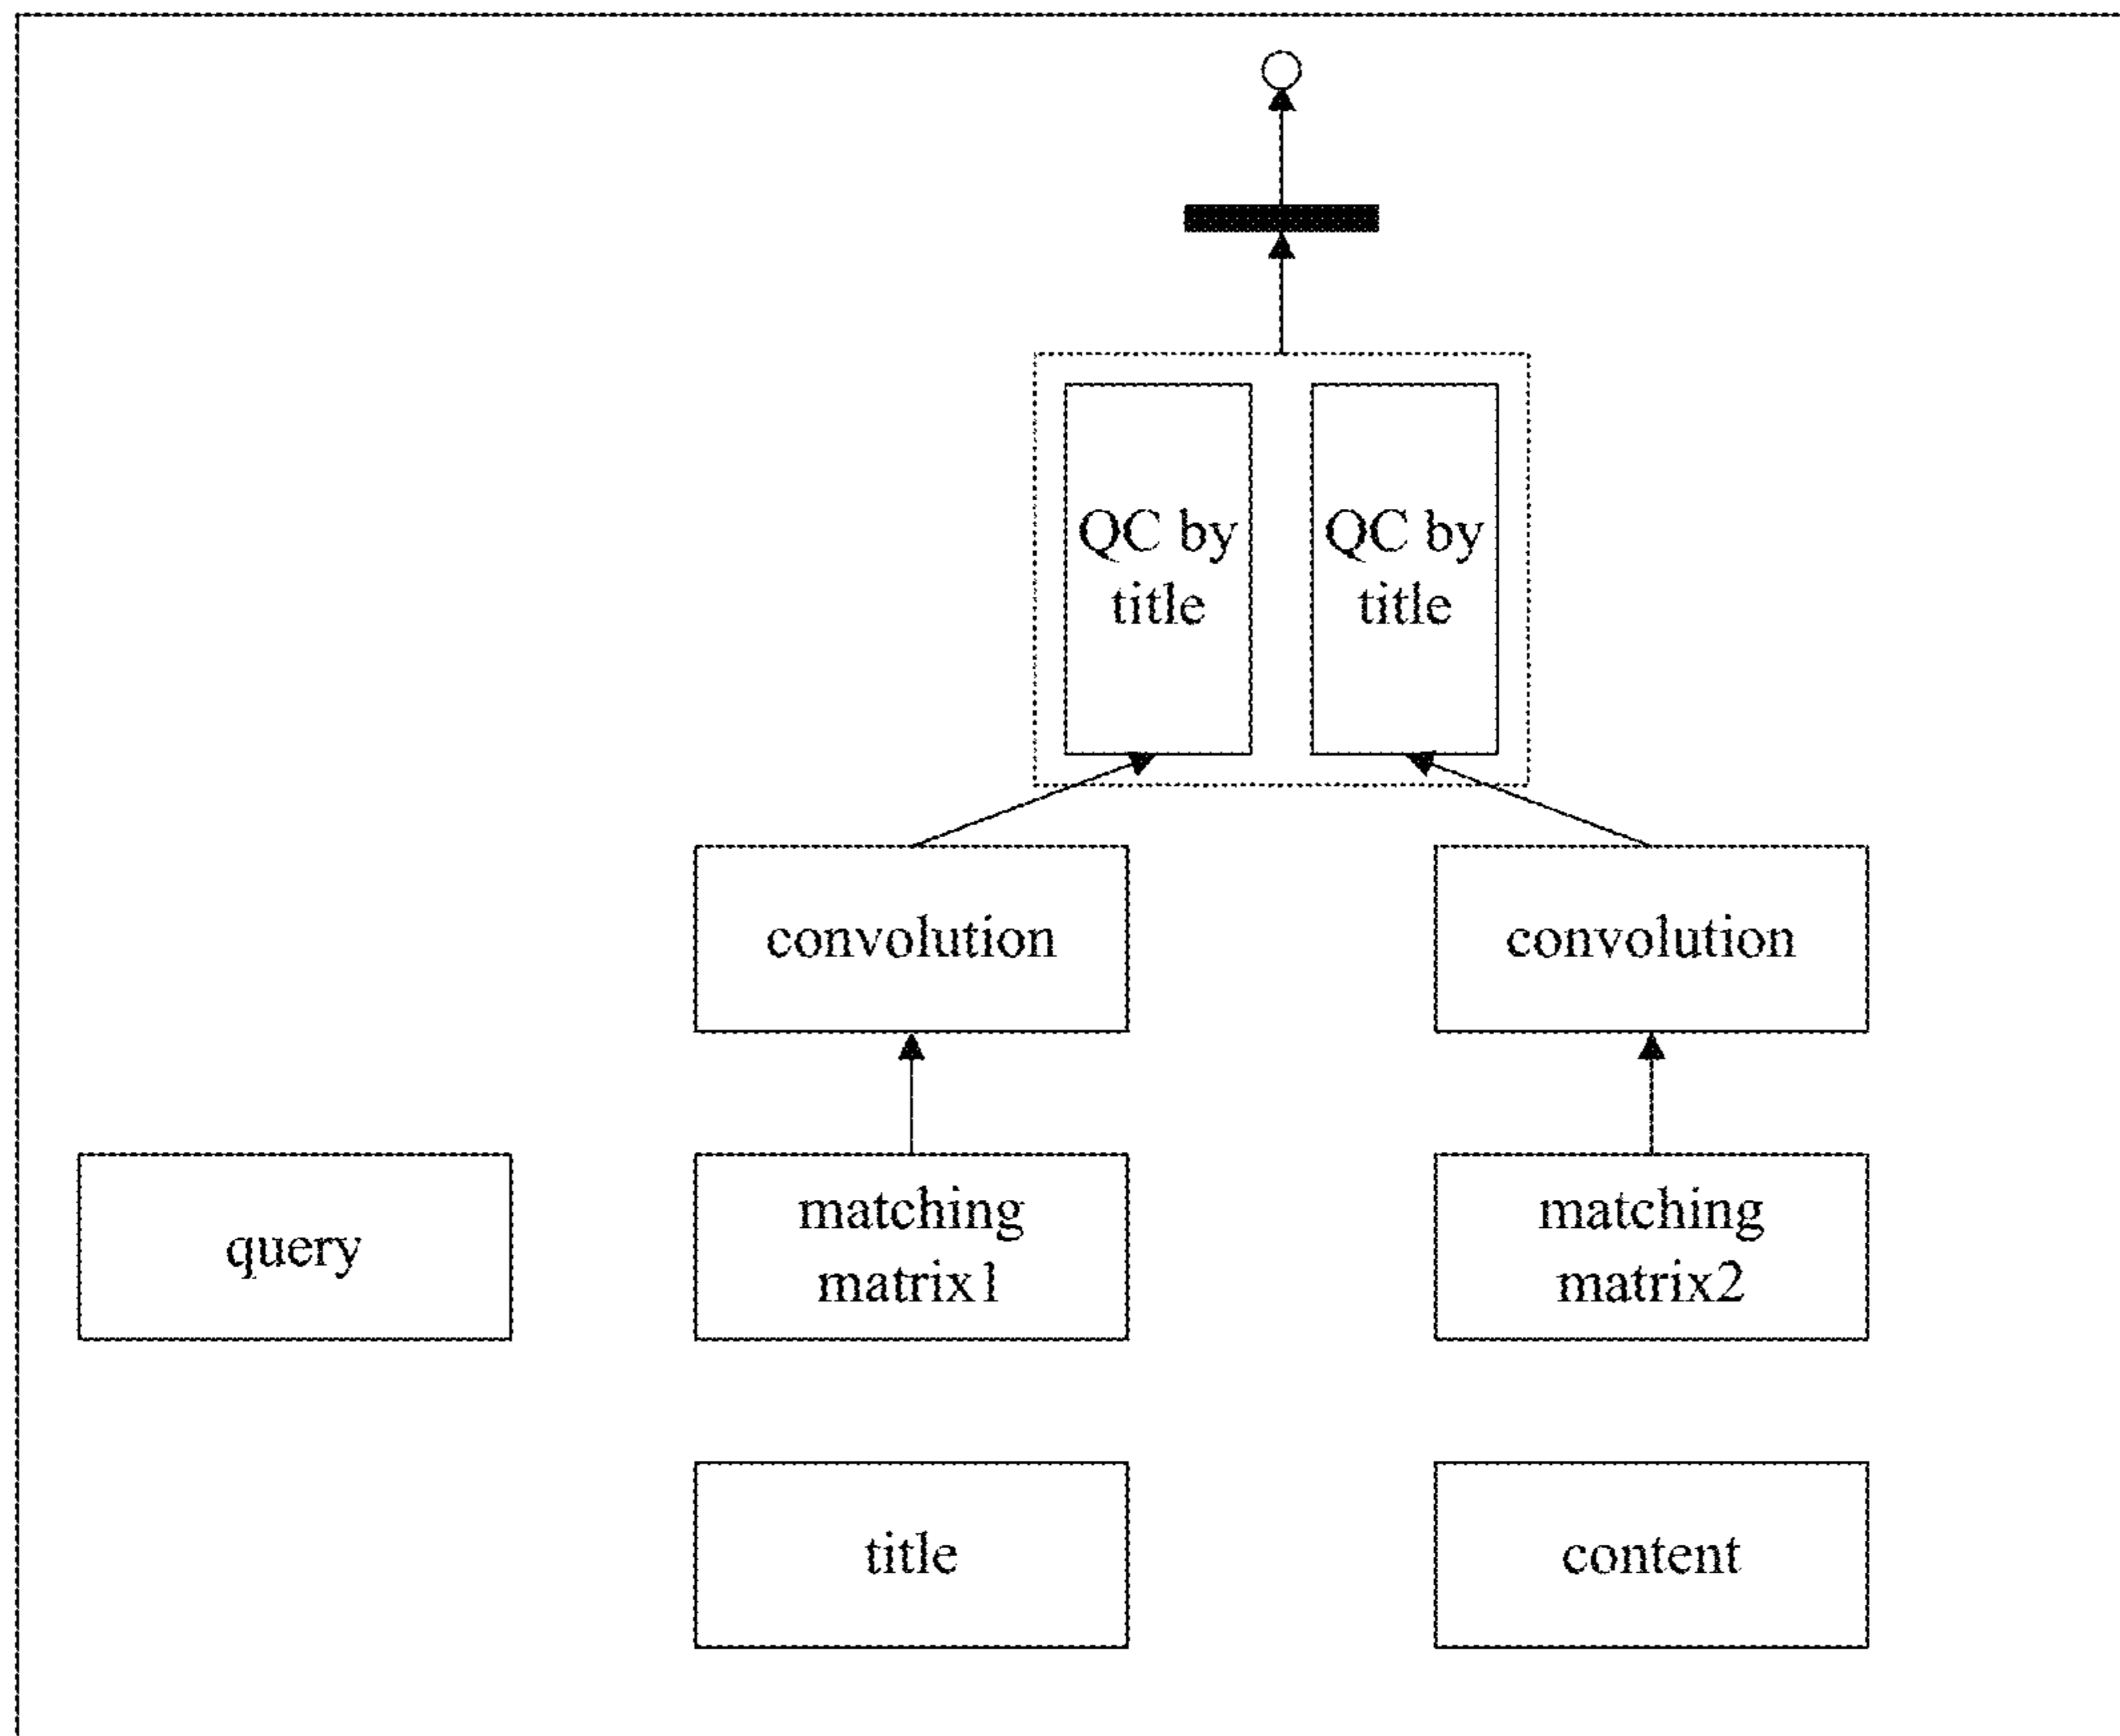 QC by
title
QC by
title
convolution
convolution
query
matching
matrix1
matching
matrix2
title
content